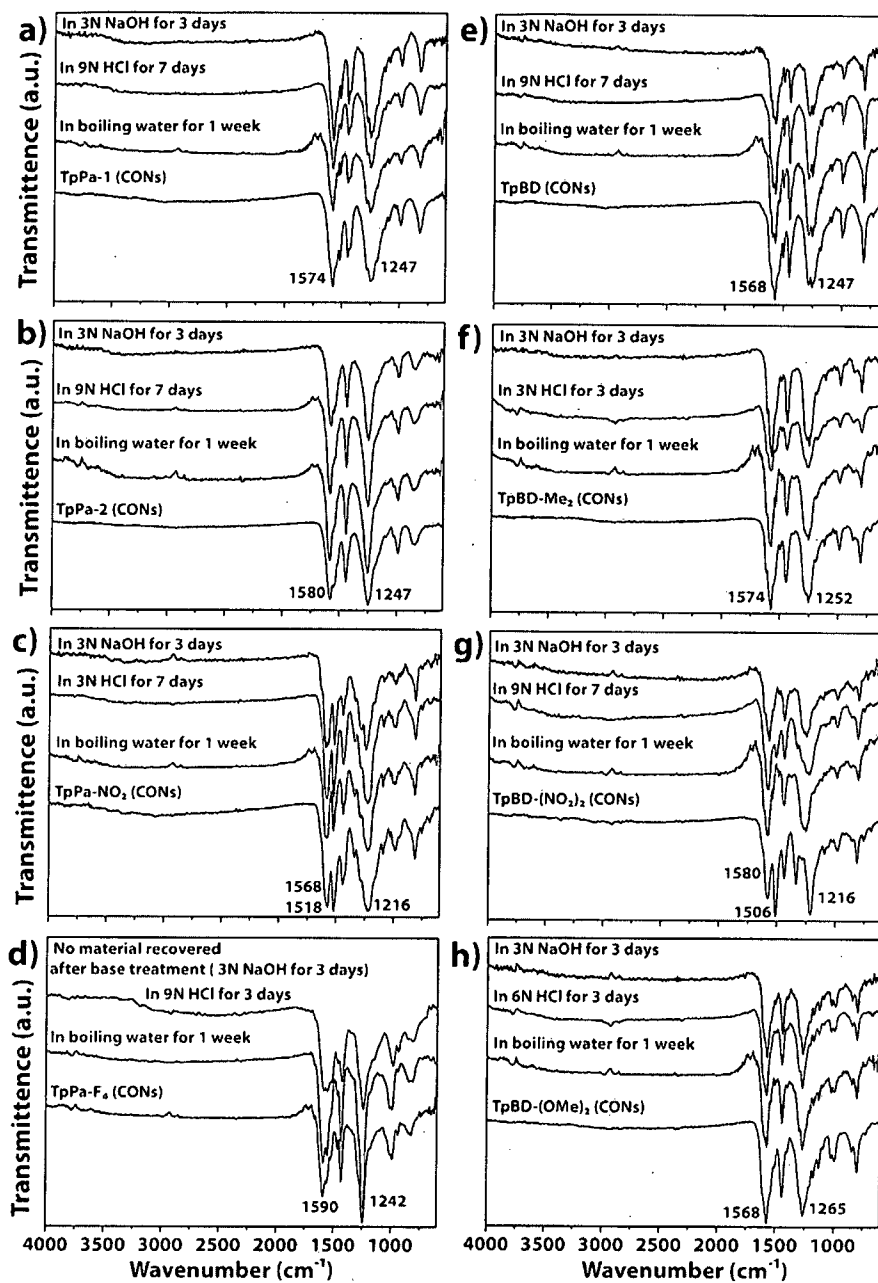 a)
In 3N NaOH for 3 days
In 9N HCl for 7 days
In boiling water for 1 week
TpPa-1 (CONs)
1574
1247
Transmittence (a.u.)
b)
In 3N NaOH for 3 days
In 9N HCl for 7 days
In boiling water for 1 week
TpPa-2 (CONs)
1580
1247
Transmittence (a.u.)
c)
In 3N NaOH for 3 days
In 3N HCl for 7 days
In boiling water for 1 week
TpPa-NO₂ (CONs)
1568
1518
1216
Transmittence (a.u.)
d)
No material recovered
after base treatment ( 3N NaOH for 3 days)
In 9N HCl for 3 days
In boiling water for 1 week
TpPa-F₄ (CONs)
1590
1242
Transmittence (a.u.)
4000 3500 3000 2500 2000 1500 1000
Wavenumber (cm⁻¹)
e)
In 3N NaOH for 3 days
In 9N HCl for 7 days
In boiling water for 1 week
TpBD (CONs)
1568
1247
f)
In 3N NaOH for 3 days
In 3N HCl for 3 days
In boiling water for 1 week
TpBD-Me₂ (CONs)
1574
1252
g)
In 3N NaOH for 3 days
In 9N HCl for 7 days
In boiling water for 1 week
TpBD-(NO₂)₂ (CONs)
1580
1506
1216
h)
In 3N NaOH for 3 days
In 6N HCl for 3 days
In boiling water for 1 week
TpBD-(OMe)₂ (CONs)
1568
1265
4000 3500 3000 2500 2000 1500 1000
Wavenumber (cm⁻¹)